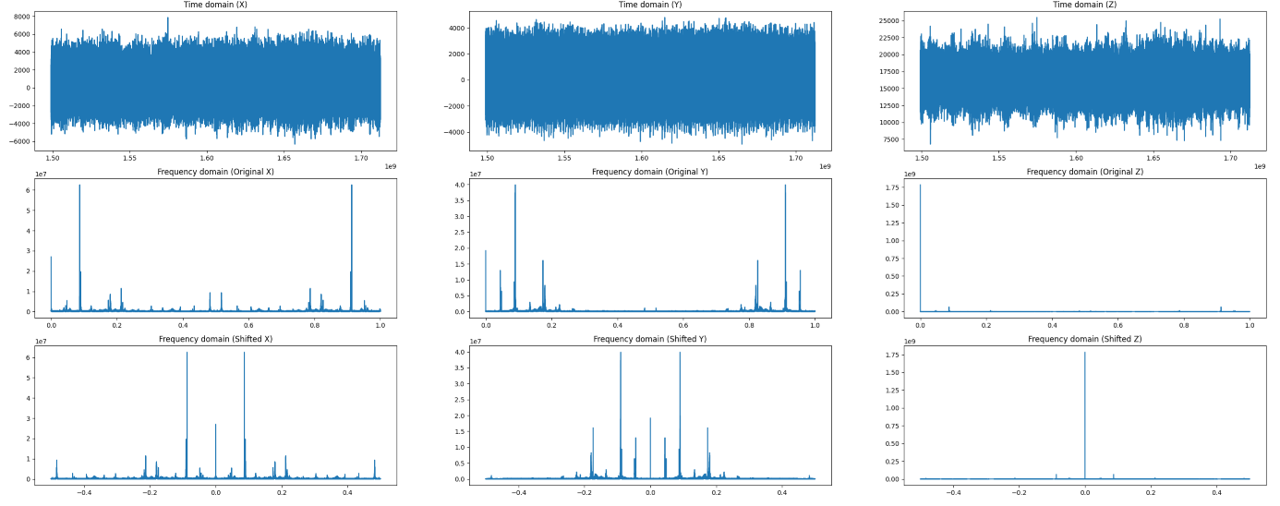 Time domain (X)
8000
6000
4000
2000
0
−2000
−4000
−6000
1.50 1.55 1.60 1.65 1.70
1e9
Time domain (Y)
4000
2000
0
−2000
−4000
1.50 1.55 1.60 1.65 1.70
1e9
Time domain (Z)
25000
22500
20000
17500
15000
12500
10000
7500
1.50 1.55 1.60 1.65 1.70
1e9
Frequency domain (Original X)
1e7
6
5
4
3
2
1
0
0.0 0.2 0.4 0.6 0.8 1.0
Frequency domain (Original Y)
1e7
4.0
3.5
3.0
2.5
2.0
1.5
1.0
0.5
0.0
0.0 0.2 0.4 0.6 0.8 1.0
Frequency domain (Original Z)
1e9
1.75
1.50
1.25
1.00
0.75
0.50
0.25
0.00
0.0 0.2 0.4 0.6 0.8 1.0
Frequency domain (Shifted X)
1e7
6
5
4
3
2
1
0
−0.4 −0.2 0.0 0.2 0.4
Frequency domain (Shifted Y)
1e7
4.0
3.5
3.0
2.5
2.0
1.5
1.0
0.5
0.0
−0.4 −0.2 0.0 0.2 0.4
Frequency domain (Shifted Z)
1e9
1.75
1.50
1.25
1.00
0.75
0.50
0.25
0.00
−0.4 −0.2 0.0 0.2 0.4